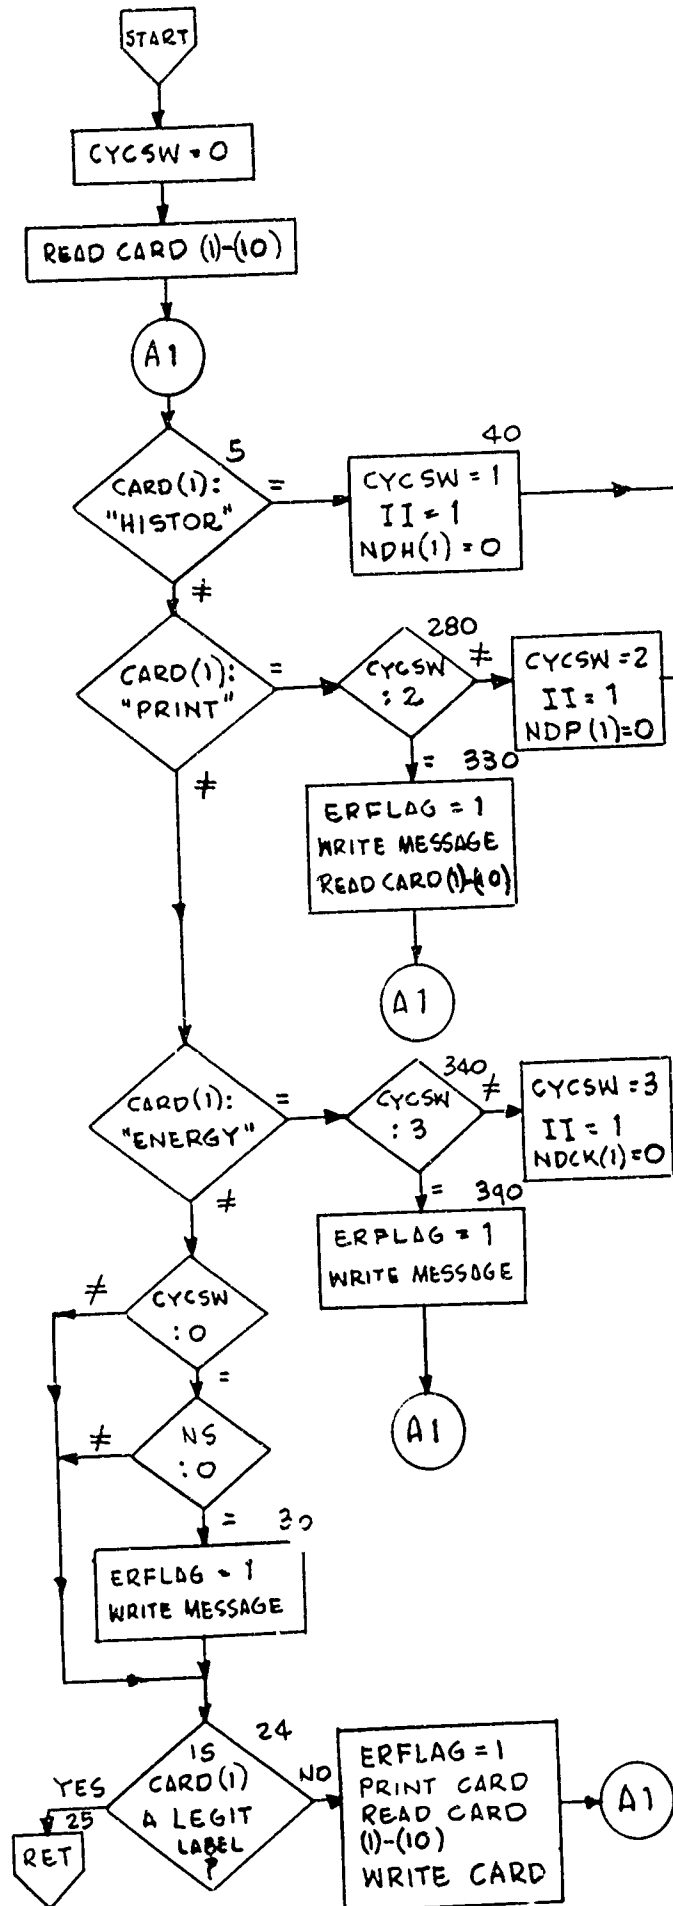 START
CYCSW = 0
READ CARD (1)-(10)
A1
5
CARD(1):
"HISTOR"
=
≠
40
CYCSW = 1
II = 1
NDH(1) = 0
CARD(1):
"PRINT"
=
≠
280
CYCSW
: 2
≠
=
CYCSW = 2
II = 1
NDP(1)=0
330
ERFLAG = 1
WRITE MESSAGE
READ CARD(1)-(10)
A1
CARD(1):
"ENERGY"
=
≠
340
CYCSW
: 3
≠
=
CYCSW = 3
II = 1
NDCK(1)=0
390
ERFLAG = 1
WRITE MESSAGE
A1
CYCSW
: 0
≠
=
NS
: 0
≠
=
30
ERFLAG = 1
WRITE MESSAGE
24
IS
CARD(1)
A LEGIT
LABEL
?
YES
25
RET
NO
ERFLAG = 1
PRINT CARD
READ CARD
(1)-(10)
WRITE CARD
A1